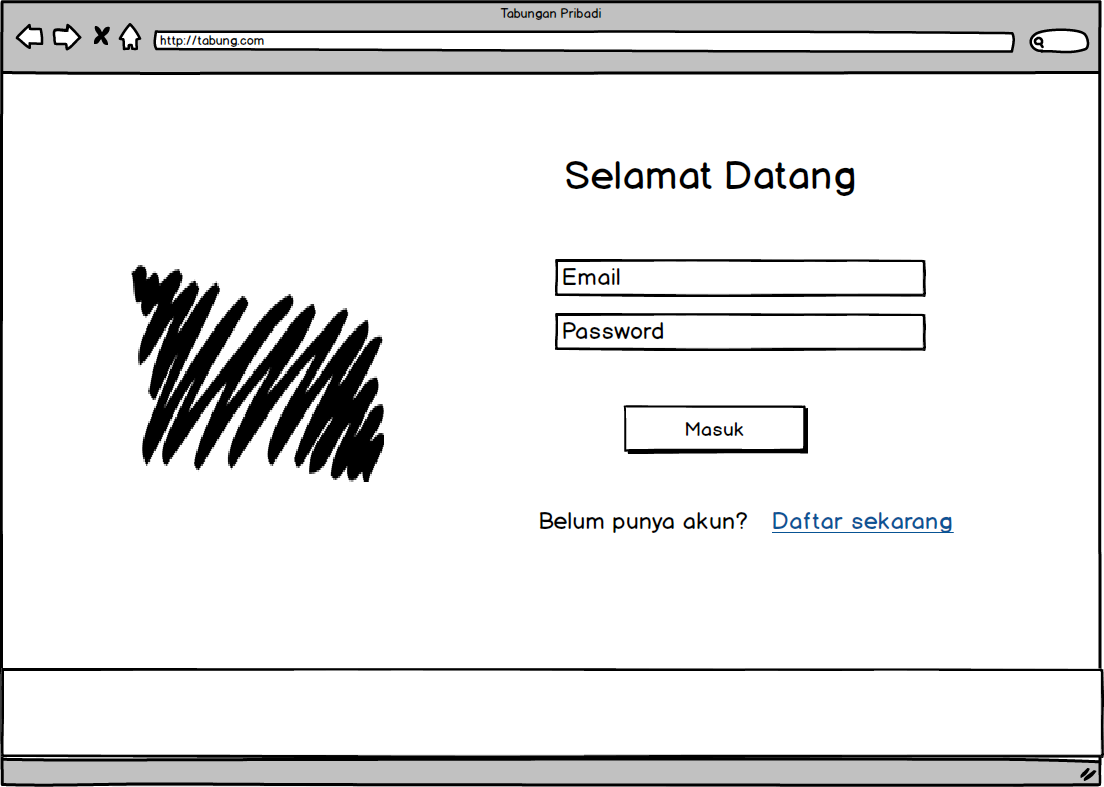 Tabungan Pribadi
http://tabung.com
Selamat Datang
Email
Password
Masuk
Belum punya akun? Daftar sekarang